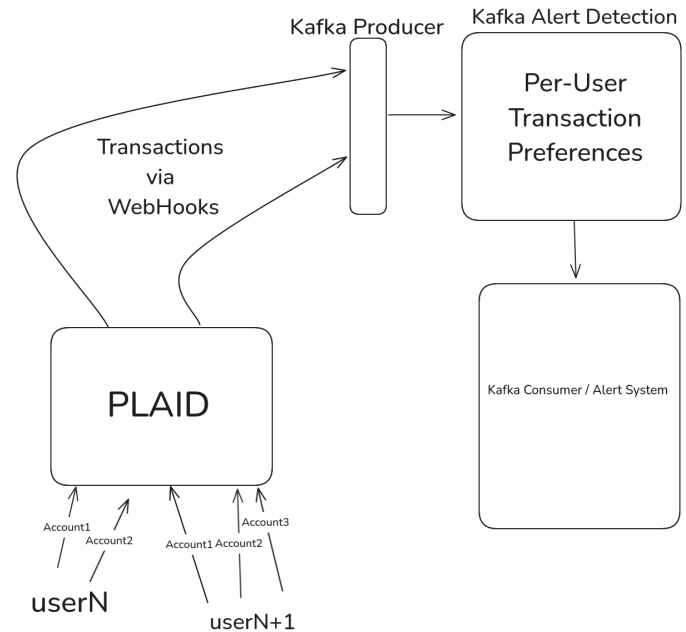 Kafka Producer
Kafka Alert Detection
Per-User
Transaction
Preferences
Transactions
via
WebHooks
PLAID
Kafka Consumer / Alert System
Account1
Account2
Account1
Account2
Account3
userN
userN+1